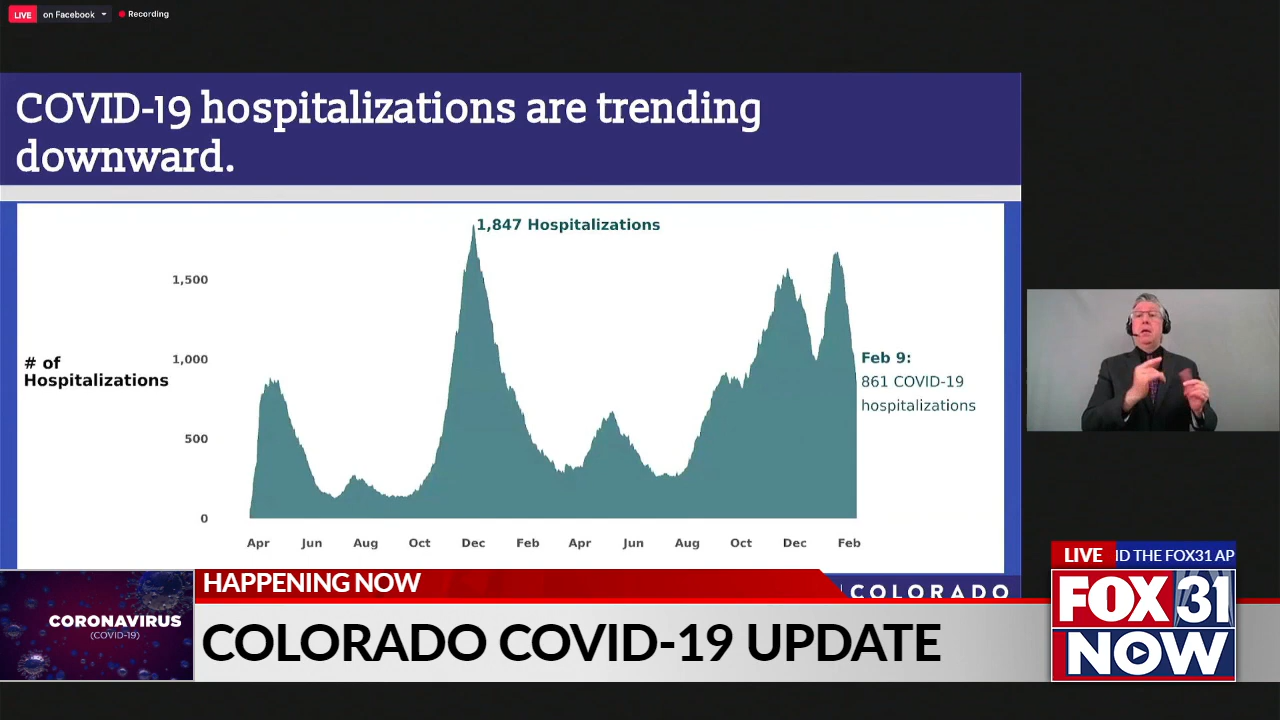 LIVE on Facebook Recording
COVID-19 hospitalizations are trending
downward.
1,847 Hospitalizations
1,500
1,000
500
0
# of
Hospitalizations
Feb 9:
861 COVID-19
hospitalizations
Apr Jun Aug Oct Dec Feb Apr Jun Aug Oct Dec Feb
COLORADO
LIVE ID THE FOX31 AP
HAPPENING NOW
CORONAVIRUS
(COVID-19)
COLORADO COVID-19 UPDATE
FOX 31
NOW